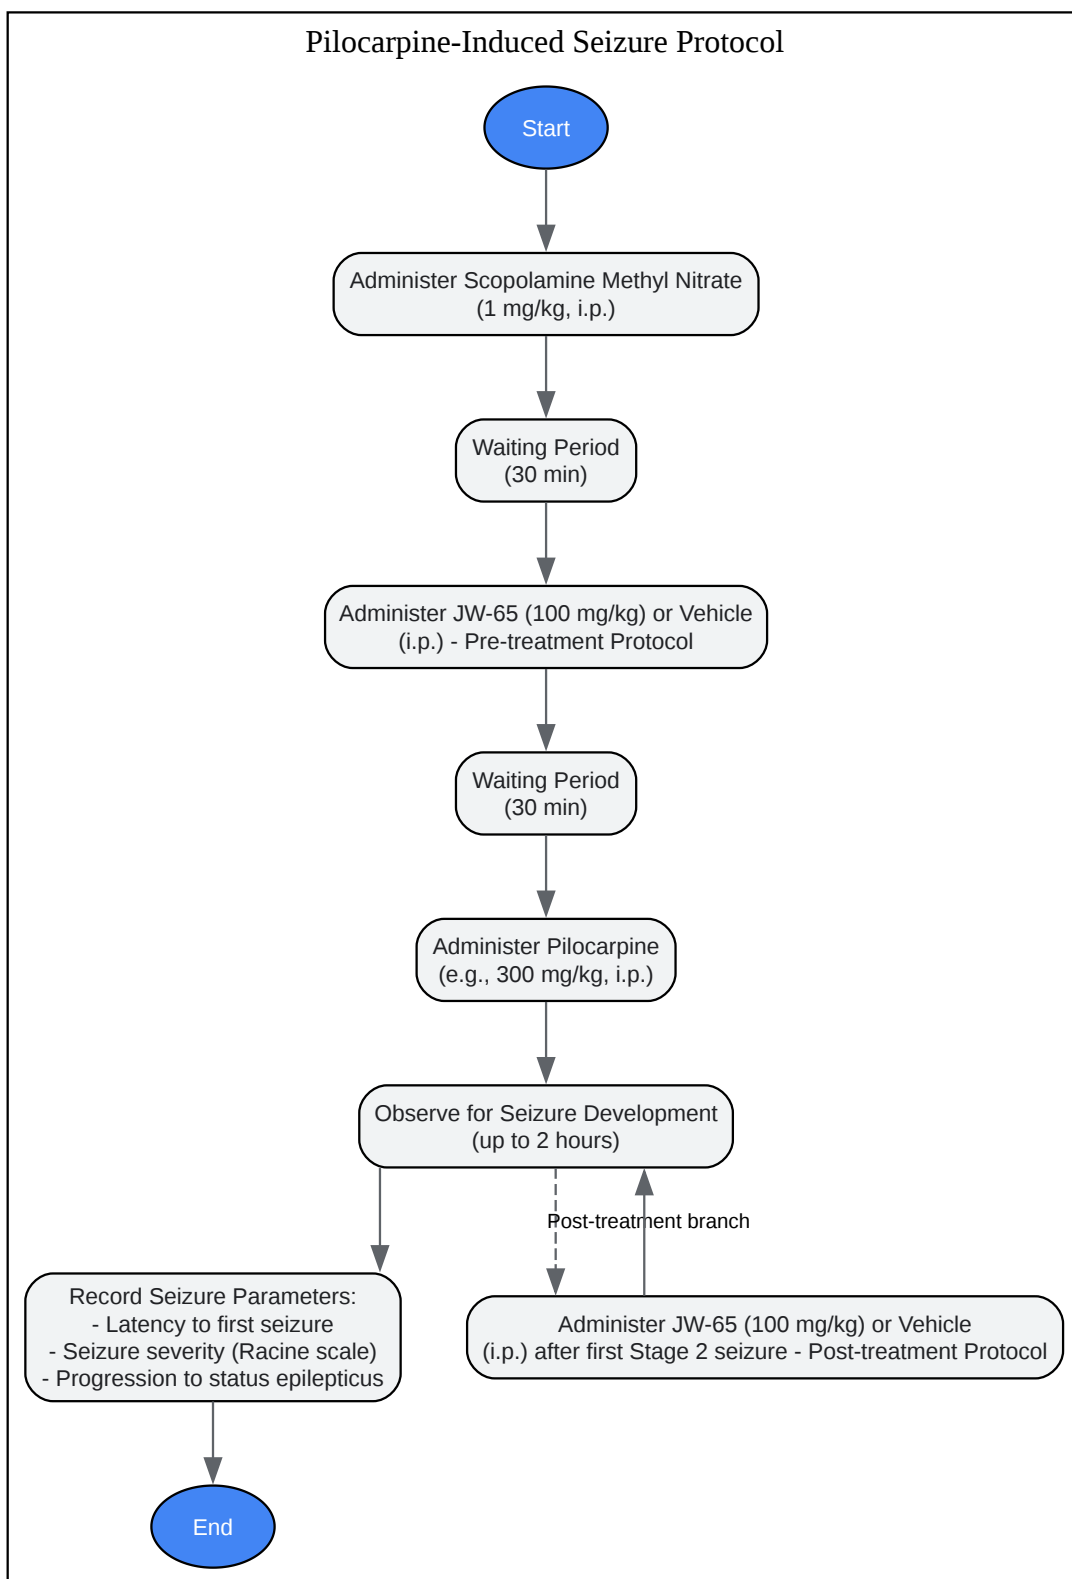 Pilocarpine-Induced Seizure Protocol
Start
Administer Scopolamine Methyl Nitrate
(1 mg/kg, i.p.)
Waiting Period
(30 min)
Administer JW-65 (100 mg/kg) or Vehicle
(i.p.) - Pre-treatment Protocol
Waiting Period
(30 min)
Administer Pilocarpine
(e.g., 300 mg/kg, i.p.)
Observe for Seizure Development
(up to 2 hours)
Post-treatment branch
Record Seizure Parameters:
- Latency to first seizure
- Seizure severity (Racine scale)
- Progression to status epilepticus
Administer JW-65 (100 mg/kg) or Vehicle
(i.p.) after first Stage 2 seizure - Post-treatment Protocol
End